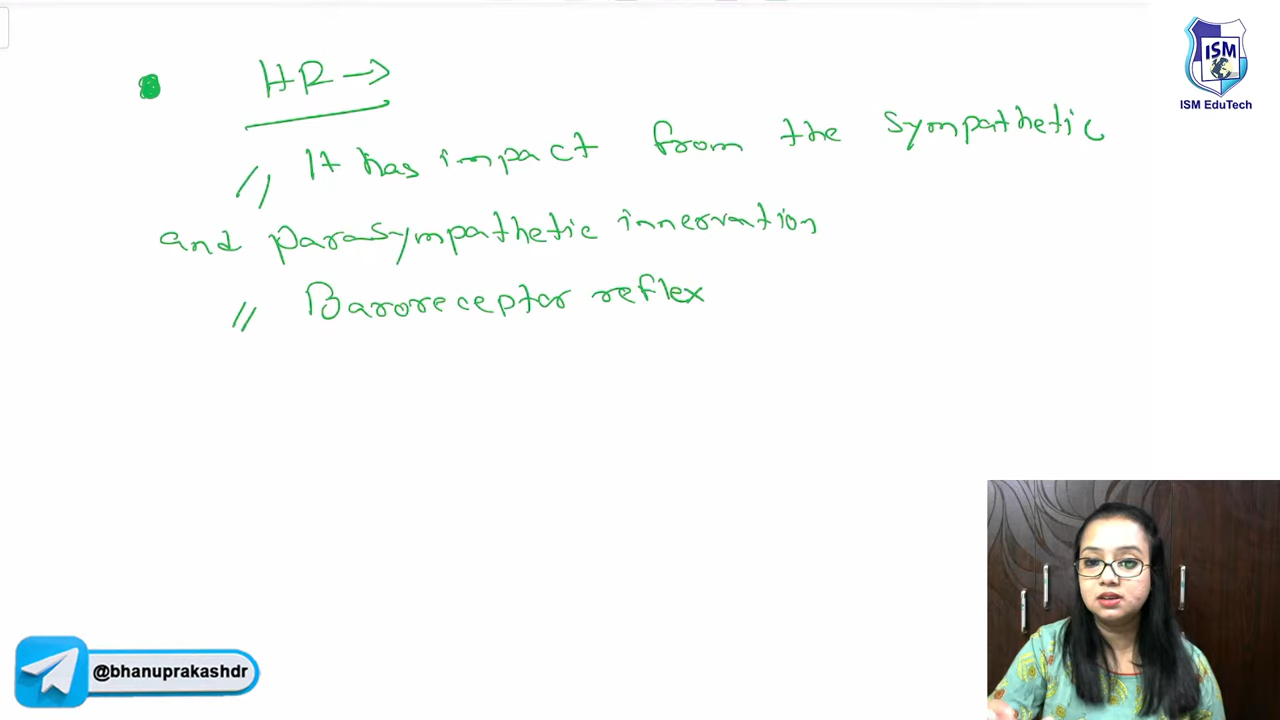 HR →
// It has impact from the sympathetic
and parasympathetic innervation
// Baroreceptor reflex
ISM
ISM EduTech
@bhanuprakashdr